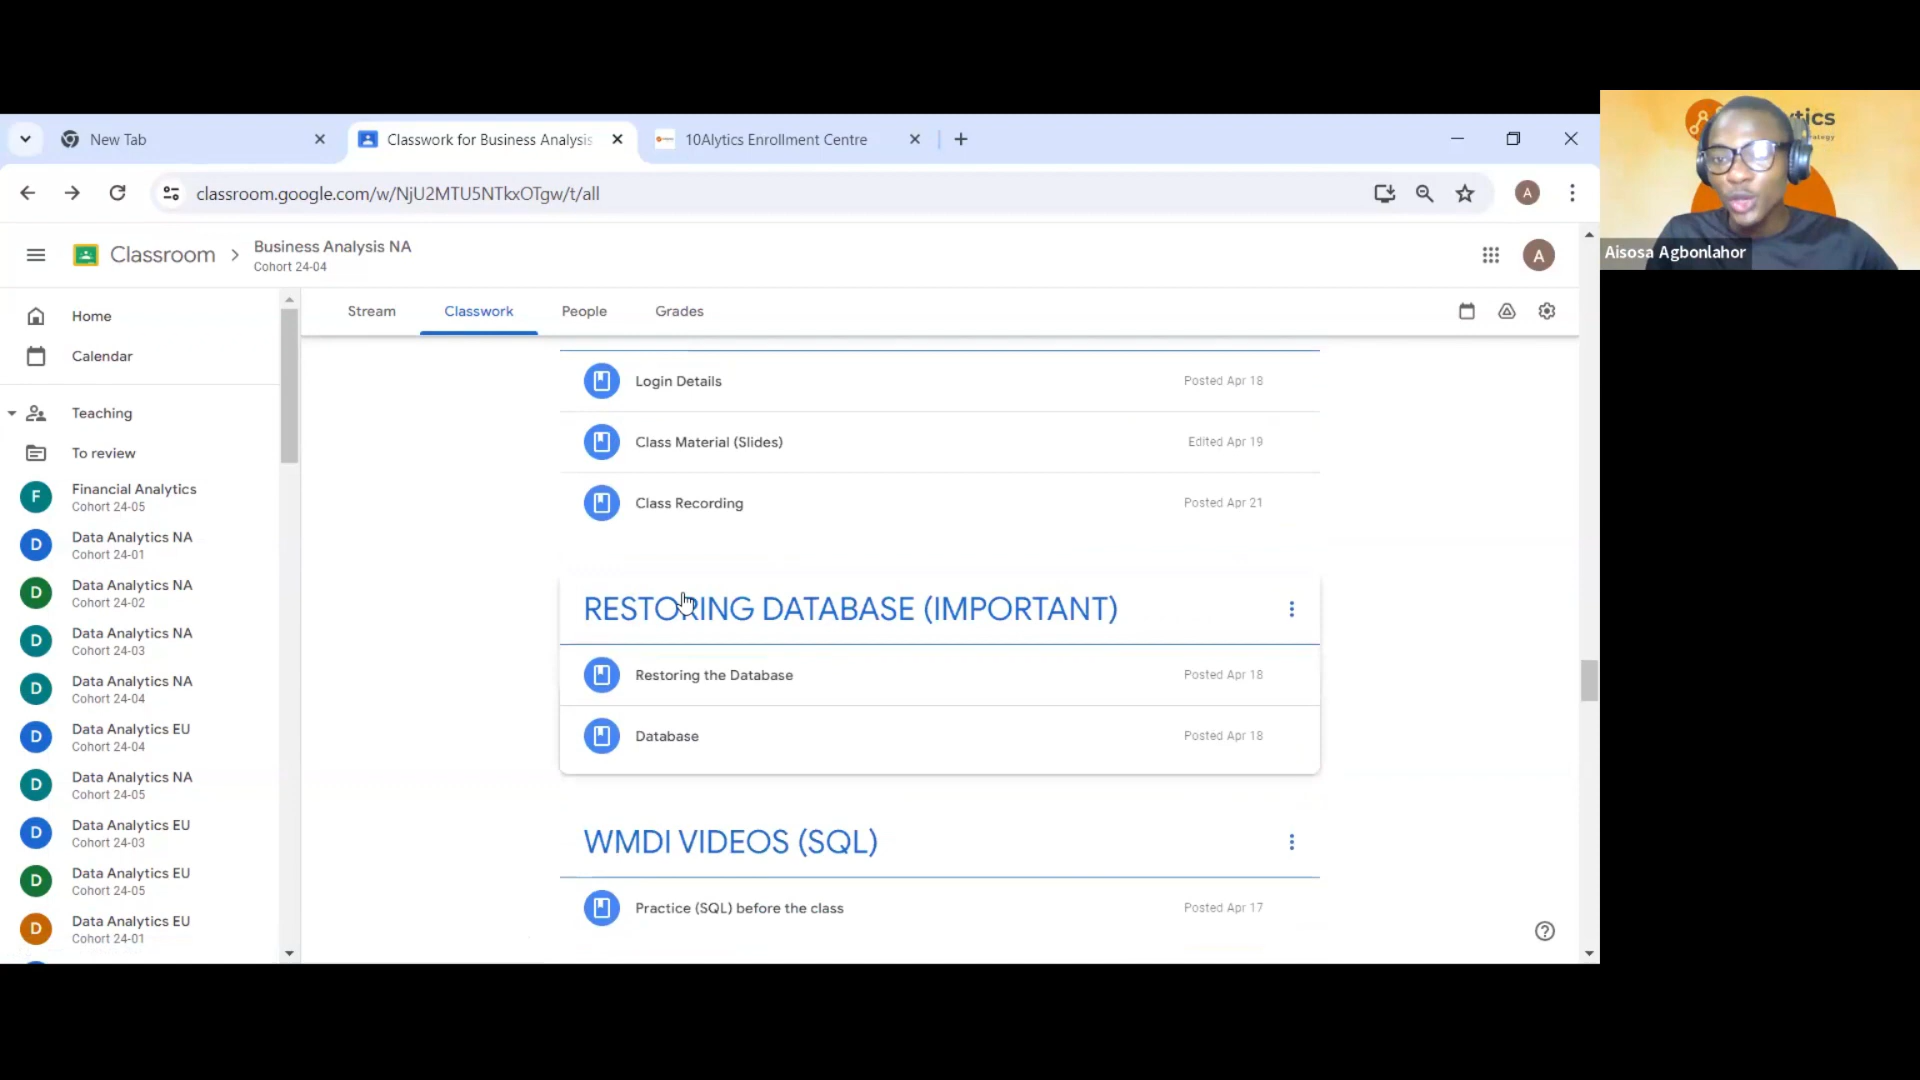 New Tab
Classwork for Business Analysis
10Alytics Enrollment Centre
classroom.google.com/w/NjU2MTU5NTkxOTgw/t/all
A
tics
Aisosa Agbonlahor
Classroom
Business Analysis NA
Cohort 24-04
A
Home
Calendar
Teaching
To review
F
Financial Analytics
Cohort 24-05
D
Data Analytics NA
Cohort 24-01
D
Data Analytics NA
Cohort 24-02
D
Data Analytics NA
Cohort 24-03
D
Data Analytics NA
Cohort 24-04
D
Data Analytics EU
Cohort 24-04
D
Data Analytics NA
Cohort 24-05
D
Data Analytics EU
Cohort 24-03
D
Data Analytics EU
Cohort 24-05
D
Data Analytics EU
Cohort 24-01
Stream
Classwork
People
Grades
Login Details
Posted Apr 18
Class Material (Slides)
Edited Apr 19
Class Recording
Posted Apr 21
RESTORING DATABASE (IMPORTANT)
Restoring the Database
Posted Apr 18
Database
Posted Apr 18
WMDI VIDEOS (SQL)
Practice (SQL) before the class
Posted Apr 17